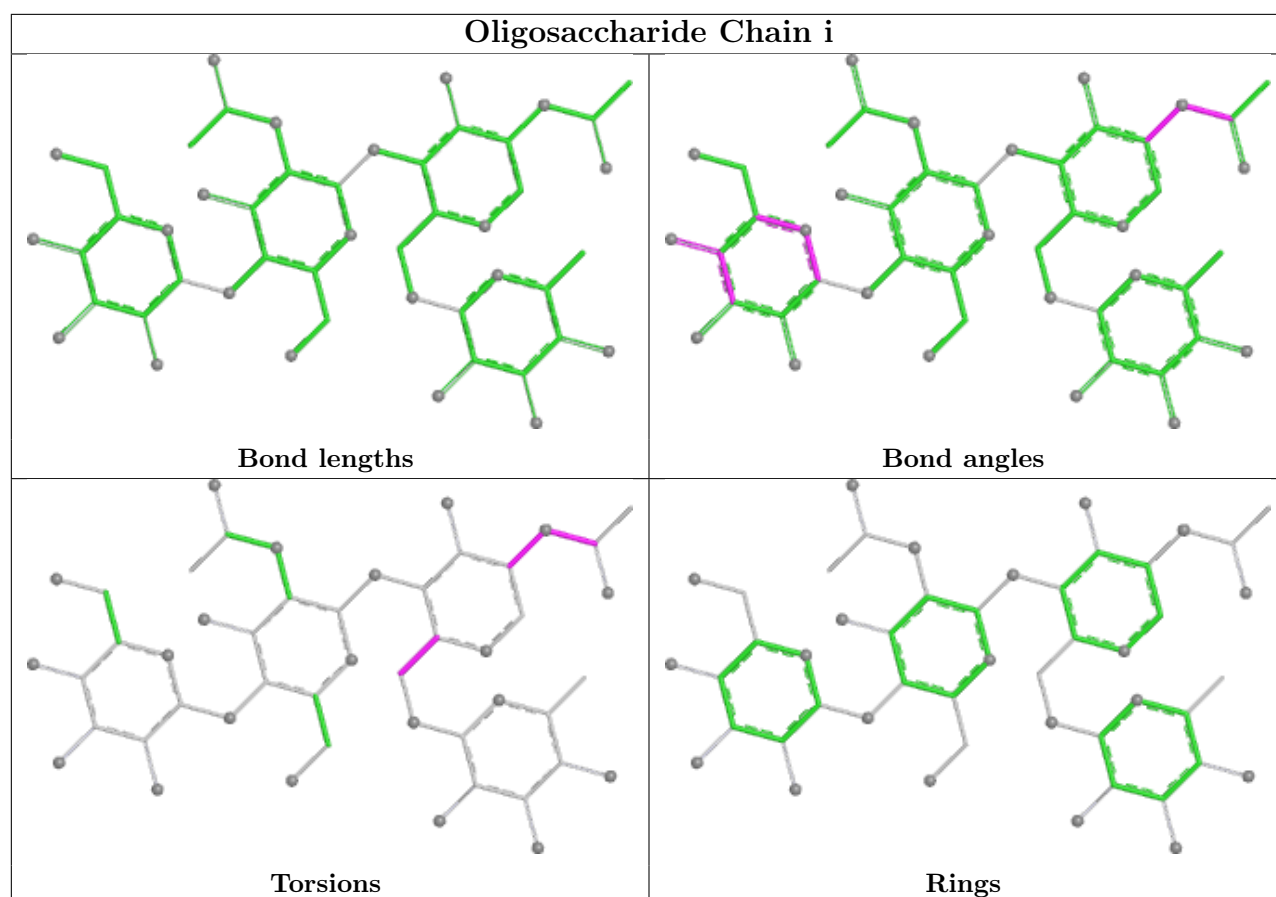 Oligosaccharide Chain i
Bond lengths
Bond angles
Torsions
Rings